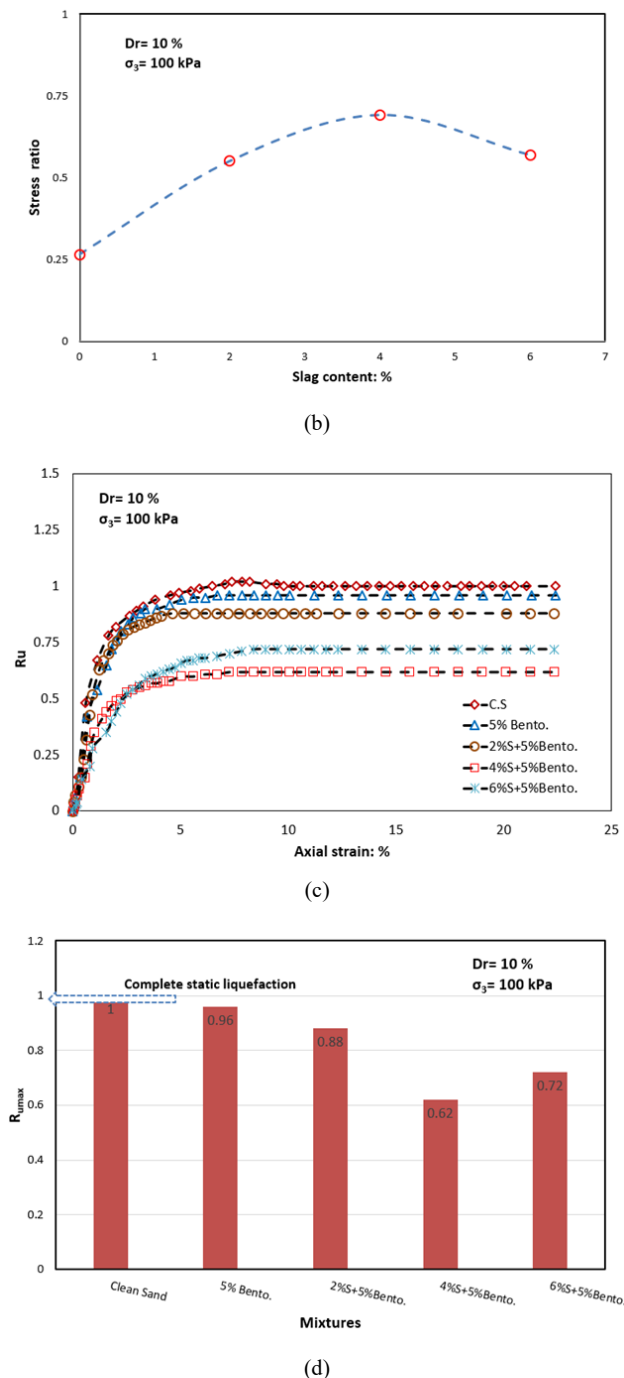 1
Dr= 10 %
σ₃= 100 kPa
0.75
Stress ratio
0.5
0.25
0
0 1 2 3 4 5 6 7
Slag content: %
(b)
1.5
Dr= 10 %
σ₃= 100 kPa
1.25
1
Ru
0.75
0.5
C.S
5% Bento.
2%S+5%Bento.
4%S+5%Bento.
6%S+5%Bento.
0.25
0
0 5 10 15 20 25
Axial strain: %
(c)
1.2
Dr= 10 %
σ₃= 100 kPa
Complete static liquefaction
1
1
0.96
0.88
0.8
0.72
Rumax
0.6
0.62
0.4
0.2
0
Clean Sand 5% Bento. 2%S+5%Bento. 4%S+5%Bento. 6%S+5%Bento.
Mixtures
(d)